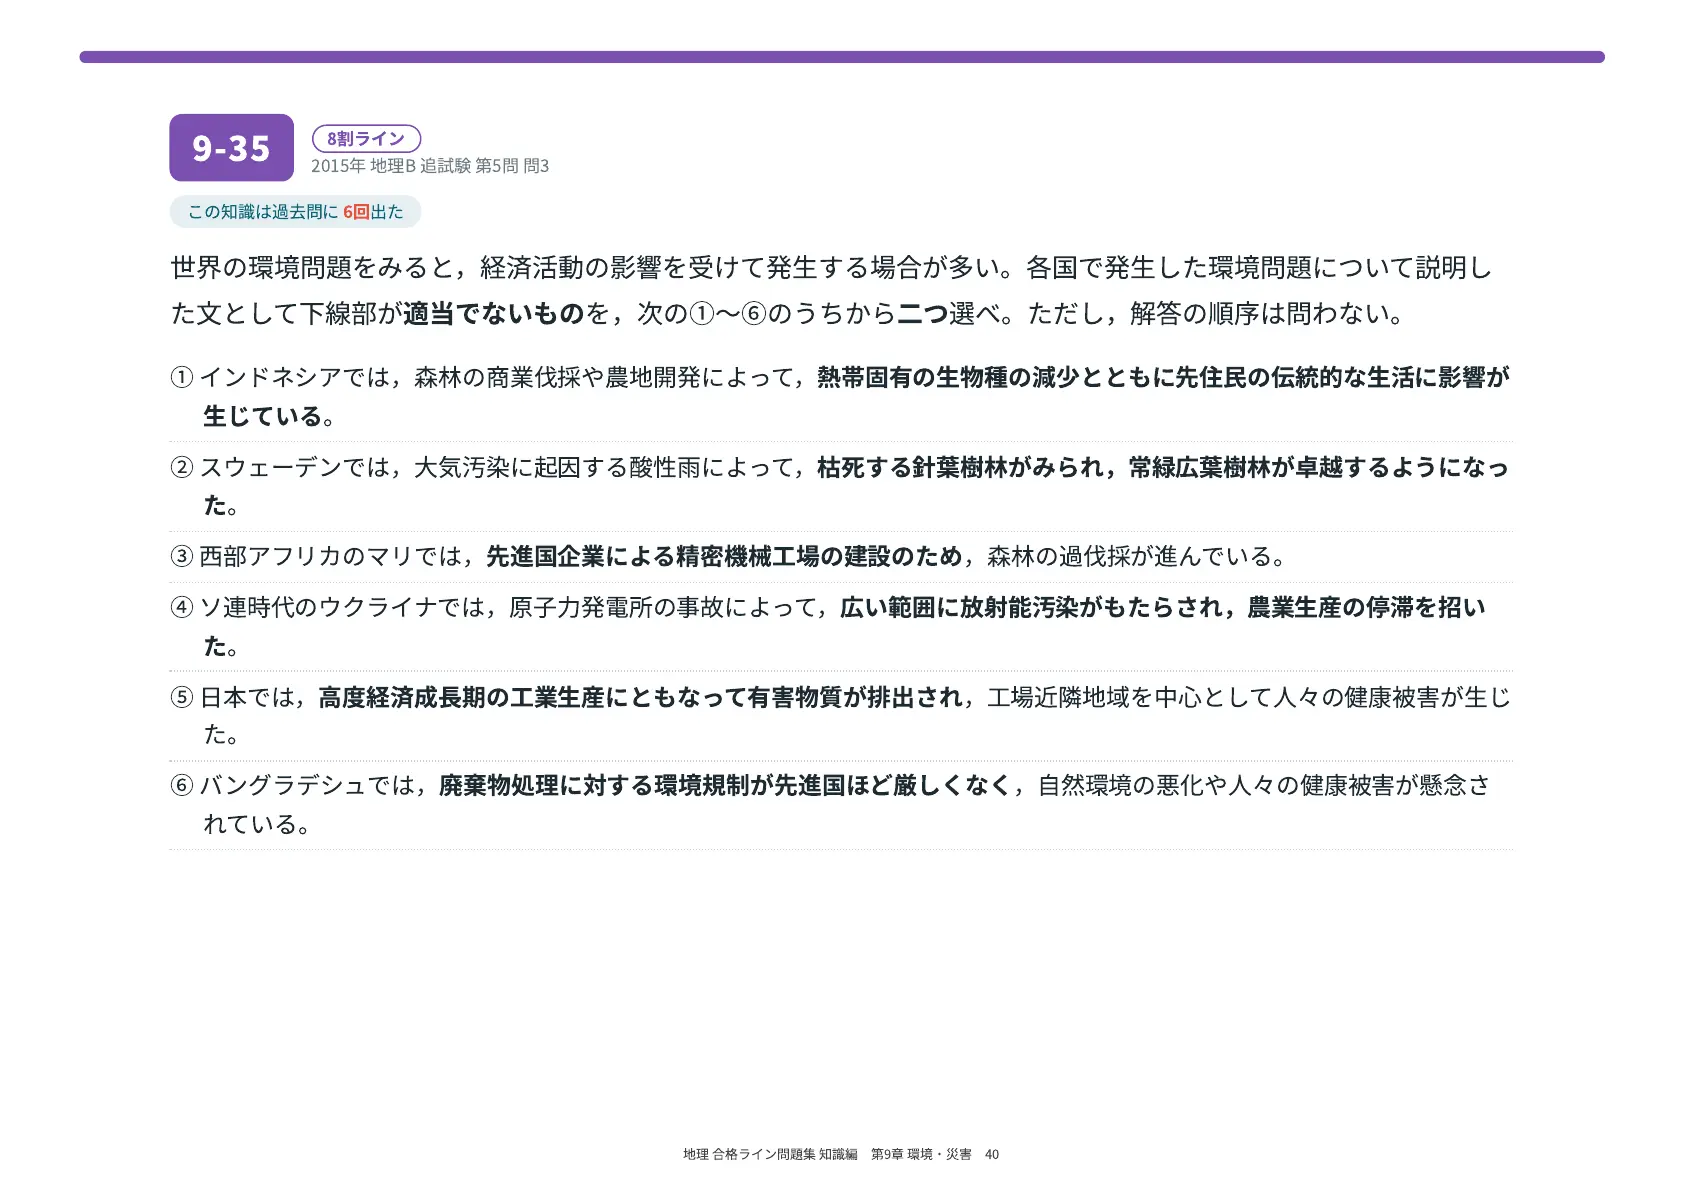 9-35
8割ライン
2015年 地理B 追試験 第5問 問3
この知識は過去問に 6回出た
世界の環境問題をみると，経済活動の影響を受けて発生する場合が多い。各国で発生した環境問題について説明し
た文として下線部が適当でないものを，次の①〜⑥のうちから二つ選べ。ただし，解答の順序は問わない。
① インドネシアでは，森林の商業伐採や農地開発によって，熱帯固有の生物種の減少とともに先住民の伝統的な生活に影響が
生じている。
② スウェーデンでは，大気汚染に起因する酸性雨によって，枯死する針葉樹林がみられ，常緑広葉樹林が卓越するようになっ
た。
③ 西部アフリカのマリでは，先進国企業による精密機械工場の建設のため，森林の過伐採が進んでいる。
④ ソ連時代のウクライナでは，原子力発電所の事故によって，広い範囲に放射能汚染がもたらされ，農業生産の停滞を招い
た。
⑤ 日本では，高度経済成長期の工業生産にともなって有害物質が排出され，工場近隣地域を中心として人々の健康被害が生じ
た。
⑥ バングラデシュでは，廃棄物処理に対する環境規制が先進国ほど厳しくなく，自然環境の悪化や人々の健康被害が懸念さ
れている。
地理 合格ライン問題集 知識編　第9章 環境・災害　40